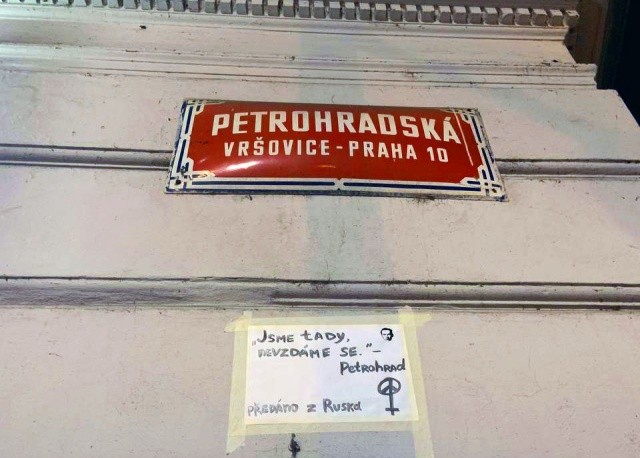 PETROHRADSKÁ
VRŠOVICE - PRAHA 10
„JSME TADY,
NEVZDÁME SE.“ -
PETROHRAD
PŘEDÁNO Z RUSKA